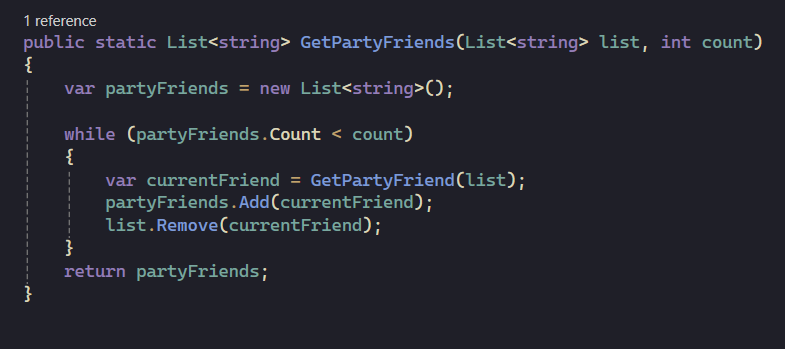 1 reference
public static List<string> GetPartyFriends(List<string> list, int count)
{
var partyFriends = new List<string>();
while (partyFriends.Count < count)
{
var currentFriend = GetPartyFriend(list);
partyFriends.Add(currentFriend);
list.Remove(currentFriend);
}
return partyFriends;
}